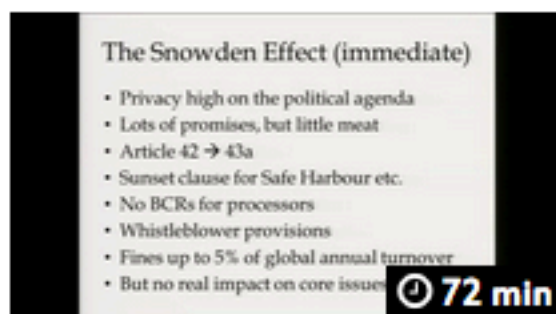 The Snowden Effect (immediate)
• Privacy high on the political agenda
• Lots of promises, but little meat
• Article 42 → 43a
• Sunset clause for Safe Harbour etc.
• No BCRs for processors
• Whistleblower provisions
• Fines up to 5% of global annual turnover
• But no real impact on core issues
72 min